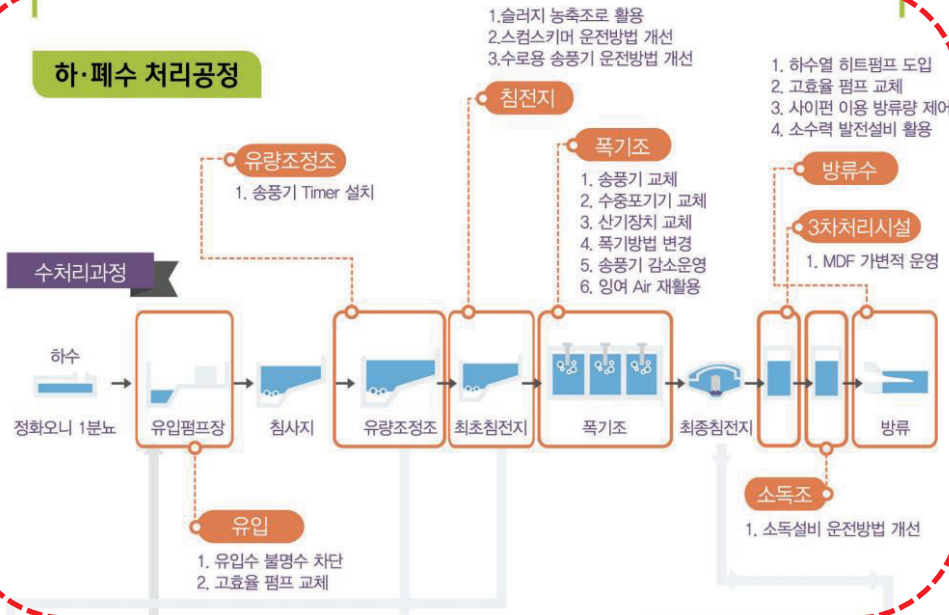 하·폐수 처리공정
1.슬러지 농축조로 활용
2.스컴스키머 운전방법 개선
3.수로용 송풍기 운전방법 개선
침전지
1. 하수열 히트펌프 도입
2. 고효율 펌프 교체
3. 사이펀 이용 방류량 제어
4. 소수력 발전설비 활용
방류수
유량조정조
1. 송풍기 Timer 설치
폭기조
1. 송풍기 교체
2. 수중포기기 교체
3. 산기장치 교체
4. 폭기방법 변경
5. 송풍기 감소운영
6. 잉여 Air 재활용
3차처리시설
1. MDF 가변적 운영
수처리과정
하수
정화오니 1분뇨
유입펌프장
침사지
유량조정조
최초침전지
폭기조
최종침전지
방류
유입
1. 유입수 불명수 차단
2. 고효율 펌프 교체
소독조
1. 소독설비 운전방법 개선